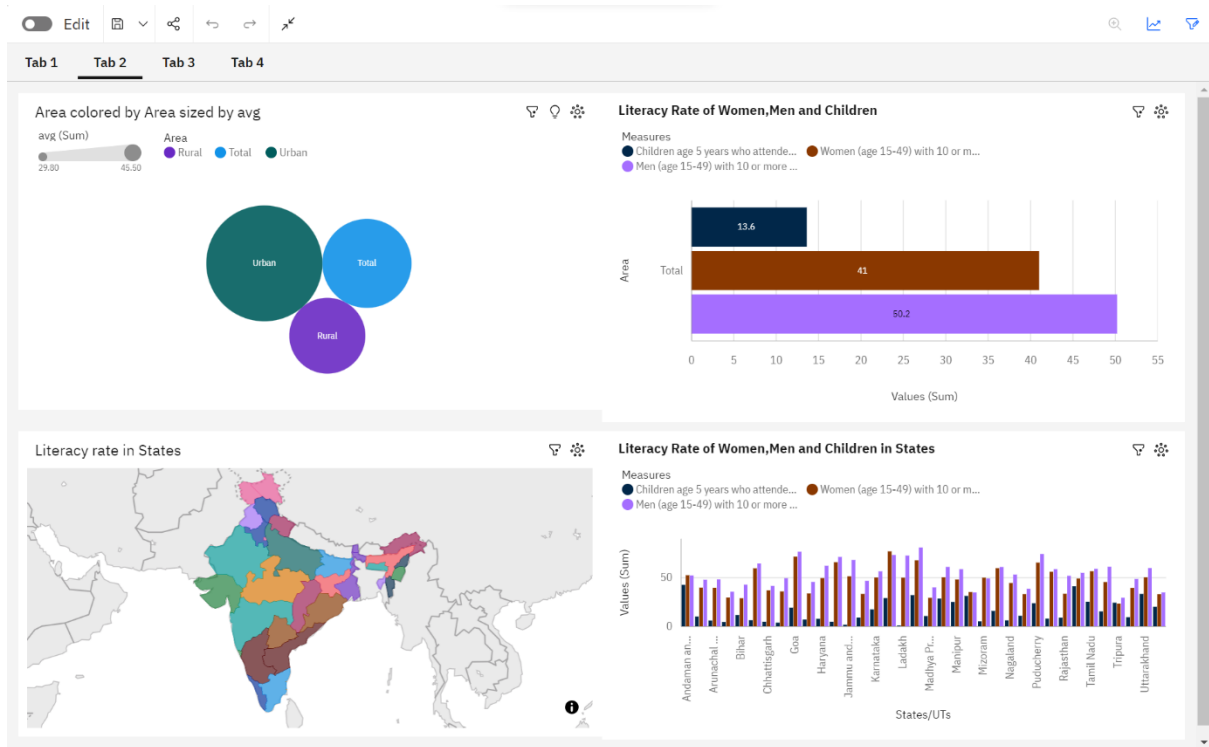 Edit
Tab 1 Tab 2 Tab 3 Tab 4
Area colored by Area sized by avg
avg (Sum)
29.80 45.50
Area
Rural Total Urban
Urban
Total
Rural
Literacy Rate of Women,Men and Children
Measures
Children age 5 years who attende... Women (age 15-49) with 10 or m...
Men (age 15-49) with 10 or more ...
Area
Total
13.6
41
50.2
0 5 10 15 20 25 30 35 40 45 50 55
Values (Sum)
Literacy rate in States
Literacy Rate of Women,Men and Children in States
Measures
Children age 5 years who attende... Women (age 15-49) with 10 or m...
Men (age 15-49) with 10 or more ...
Values (Sum)
50
0
Andaman an...
Arunachal ...
Bihar
Chhattisgarh
Goa
Haryana
Jammu and...
Karnataka
Ladakh
Madhya Pr...
Manipur
Mizoram
Nagaland
Puducherry
Rajasthan
Tamil Nadu
Tripura
Uttarakhand
States/UTs